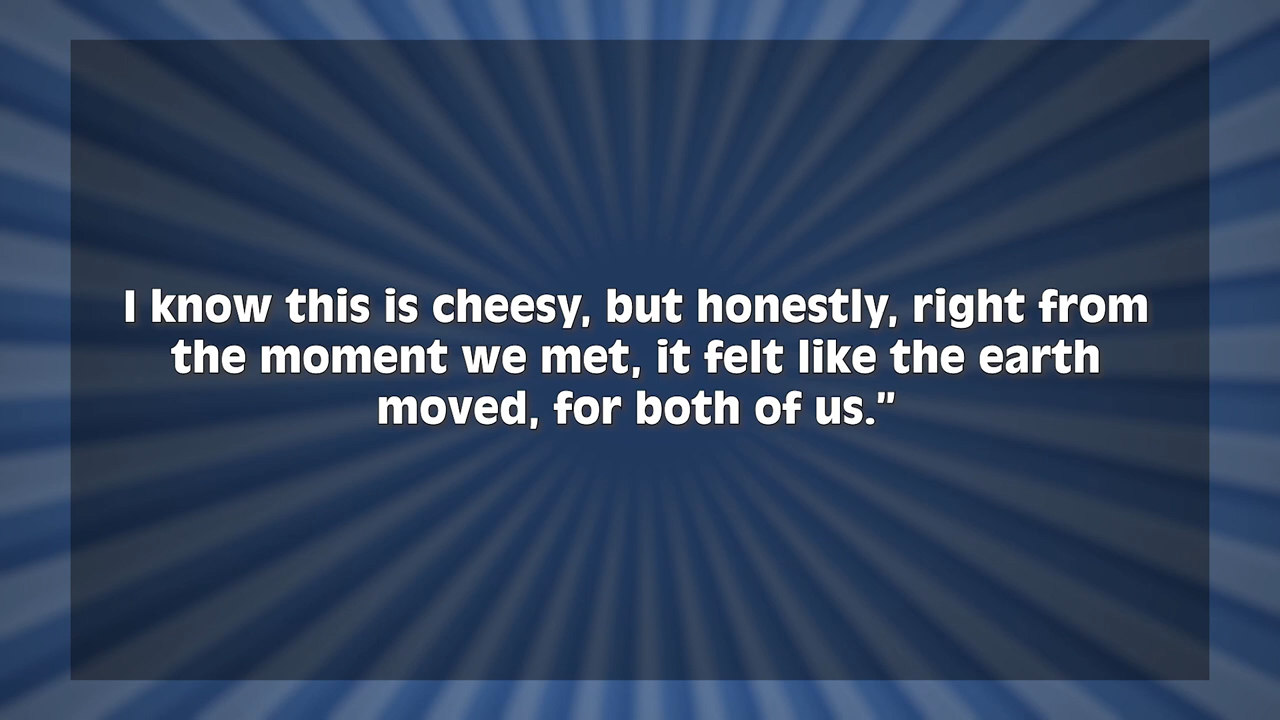 I know this is cheesy, but honestly, right from
the moment we met, it felt like the earth
moved, for both of us.”